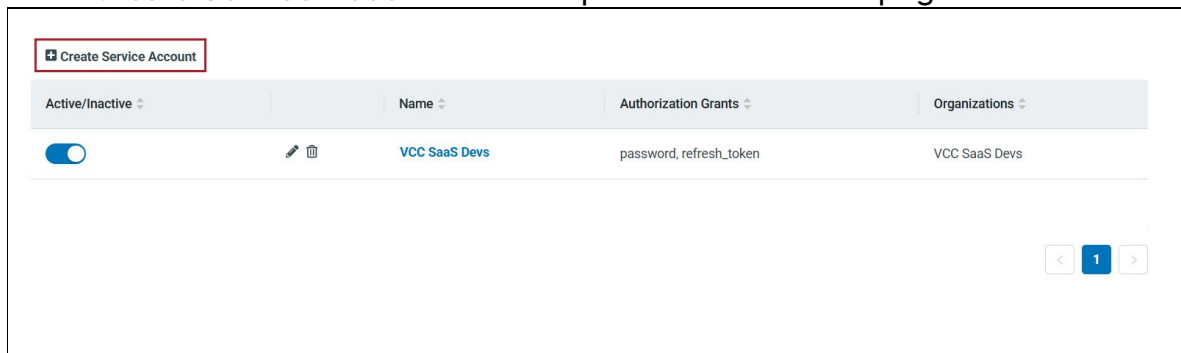 Create Service Account
Active/Inactive Name Authorization Grants Organizations
VCC SaaS Devs password, refresh_token VCC SaaS Devs
< 1 >